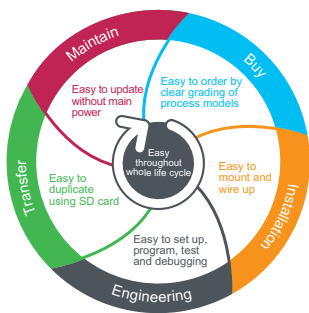 Maintain
Buy
Easy to update
without main
power
Easy to order by
clear grading of
process models
Easy
throughout
whole life cycle
Easy to
duplicate
using SD card
Easy to
mount and
wire up
Transfer
Installation
Easy to set up,
program, test
and debugging
Engineering